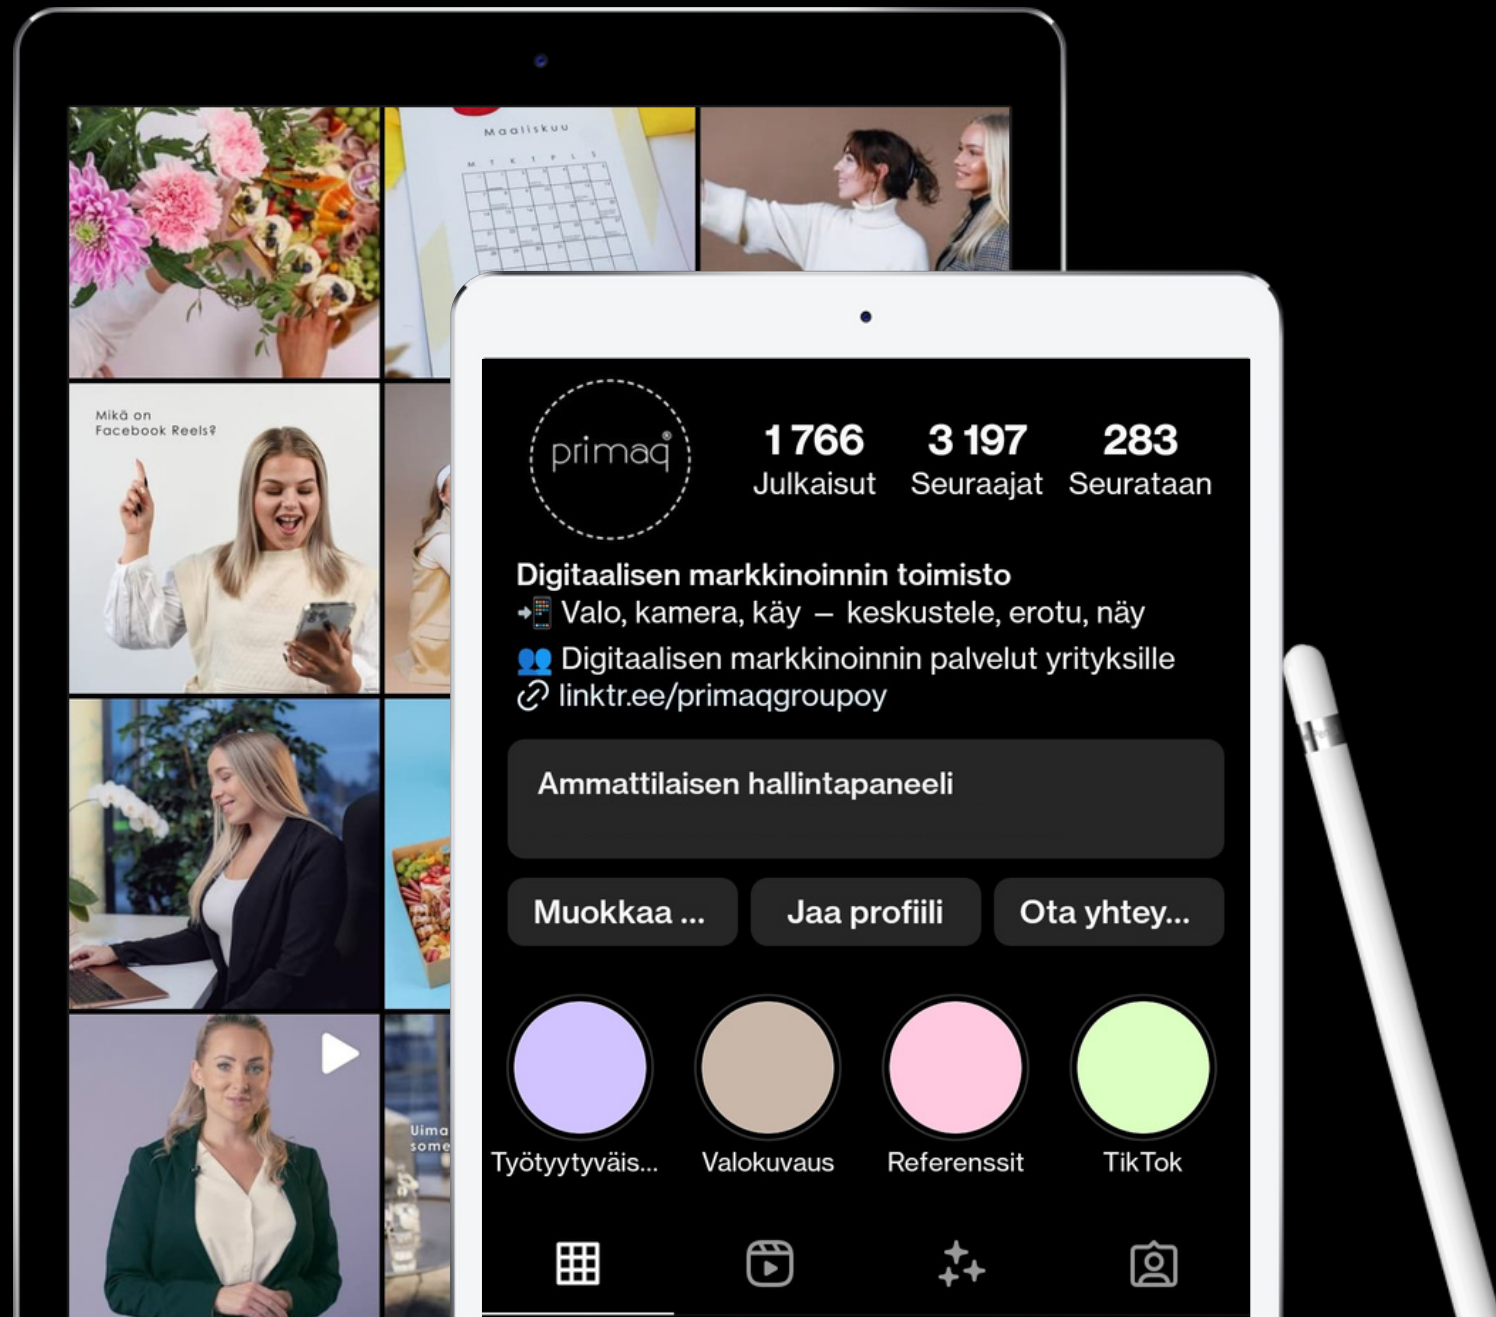 Maaliskuu
M T K T P L S
Mikä on
Facebook Reels?
Uima
some
primaq®
1 766
Julkaisut
3 197
Seuraajat
283
Seurataan
Digitaalisen markkinoinnin toimisto
📲 Valo, kamera, käy – keskustele, erotu, näy
👥 Digitaalisen markkinoinnin palvelut yrityksille
linktr.ee/primaqgroupoy
Ammattilaisen hallintapaneeli
Muokkaa ...
Jaa profiili
Ota yhtey...
Työtyytyväis...
Valokuvaus
Referenssit
TikTok